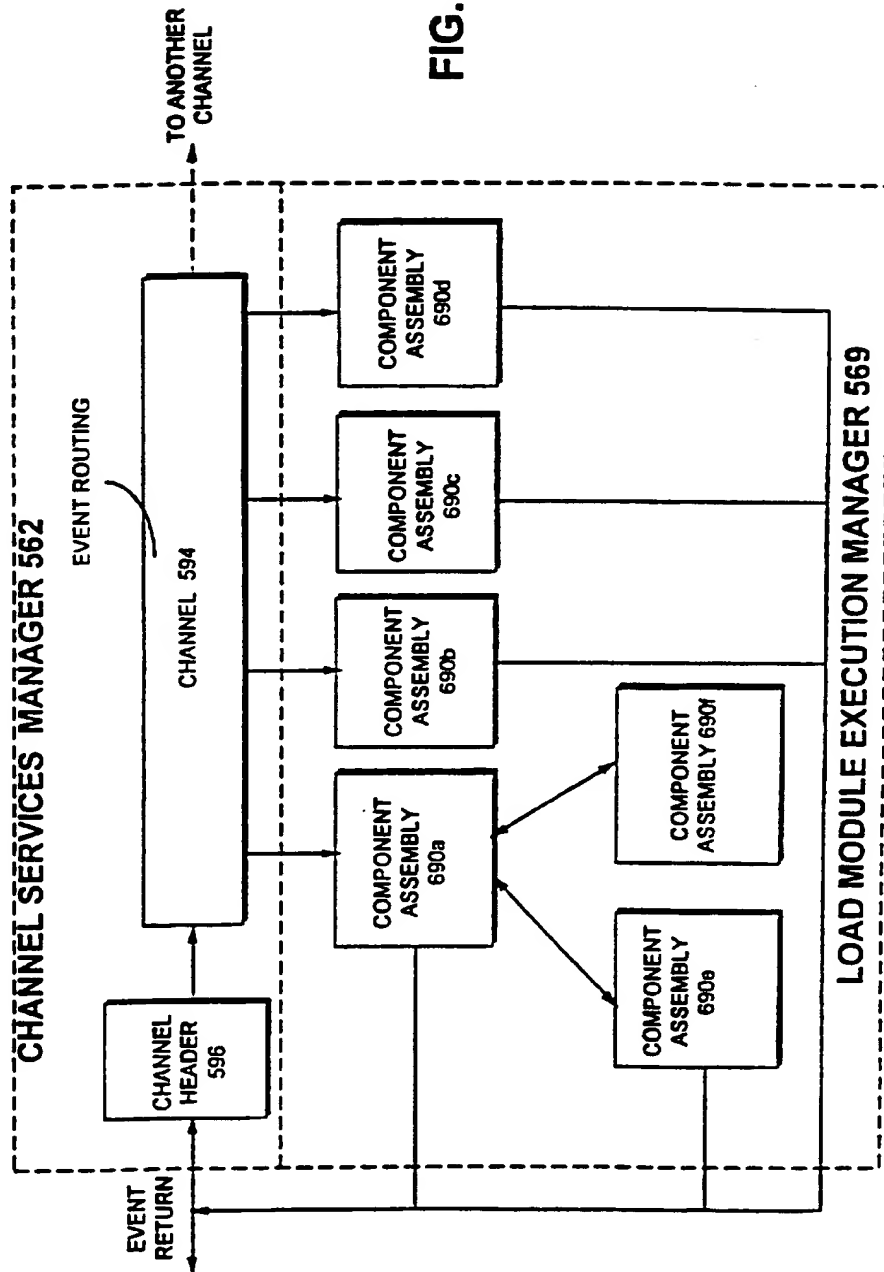 CHANNEL SERVICES MANAGER 562
EVENT ROUTING
TO ANOTHER
CHANNEL
EVENT
RETURN
CHANNEL
HEADER
596
CHANNEL 594
COMPONENT
ASSEMBLY
690a
COMPONENT
ASSEMBLY
690b
COMPONENT
ASSEMBLY
690c
COMPONENT
ASSEMBLY
690d
COMPONENT
ASSEMBLY
690e
COMPONENT
ASSEMBLY 690f
LOAD MODULE EXECUTION MANAGER 569
FIG.